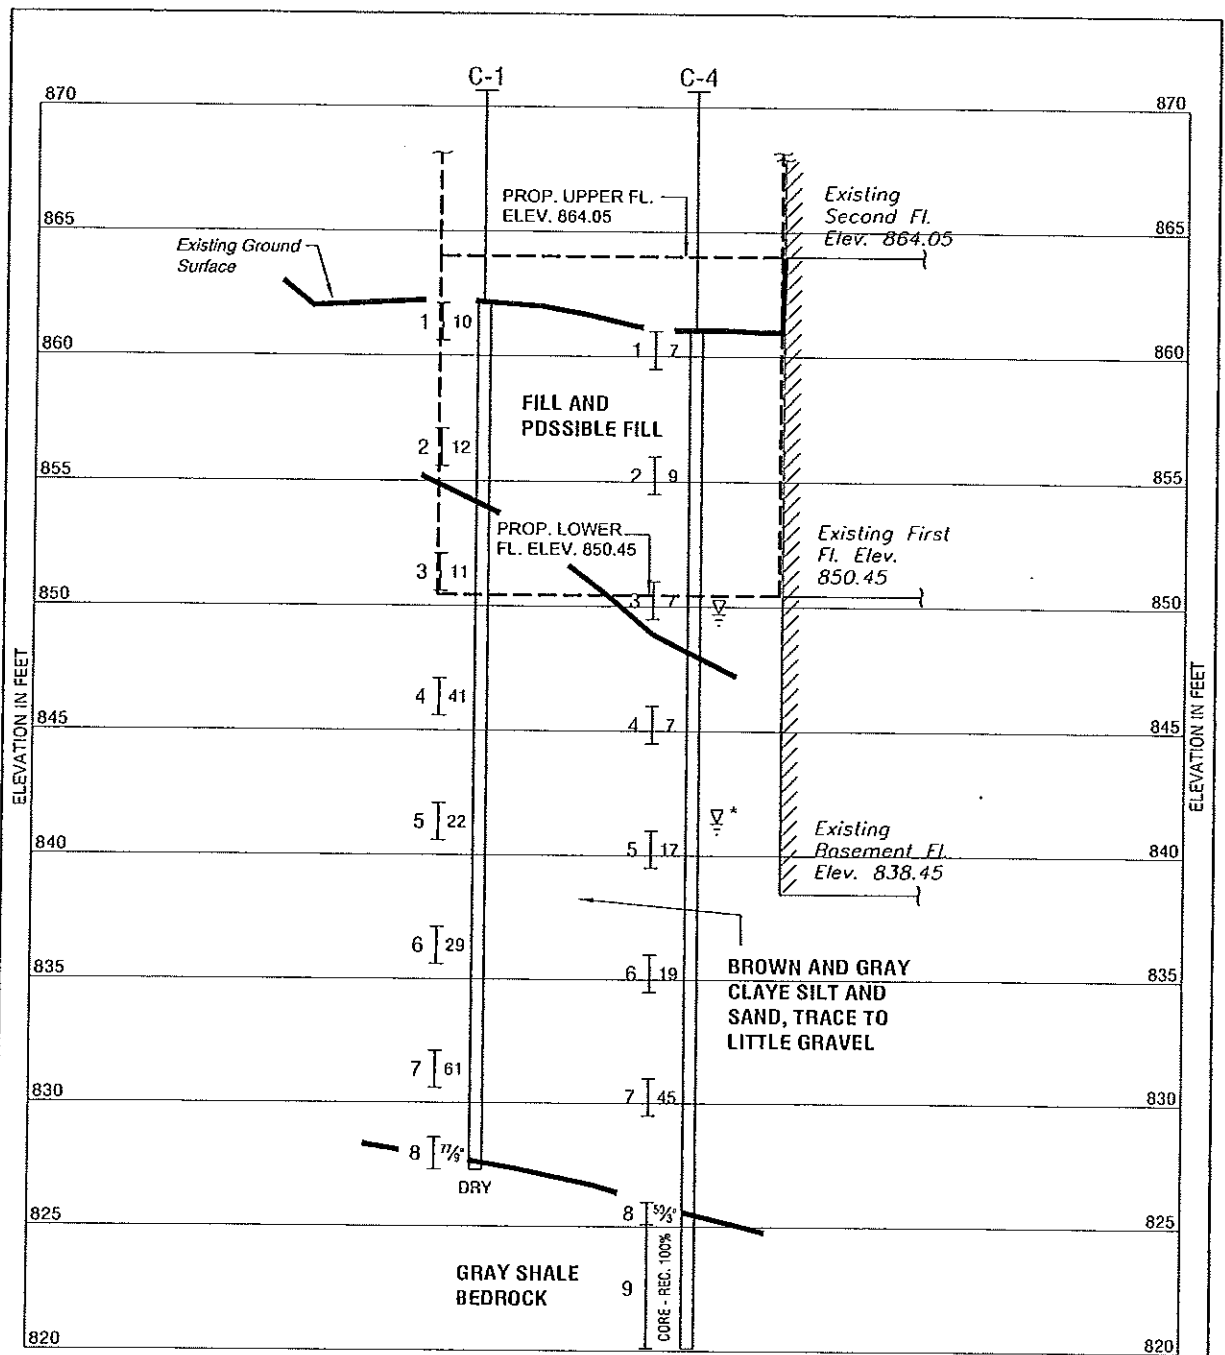 C-1
C-4
870
870
PROP. UPPER FL.
ELEV. 864.05
Existing
Second Fl.
Elev. 864.05
865
865
Existing Ground
Surface
1 10
1 7
860
860
FILL AND
PDSSIBLE FILL
2 12
2 9
855
855
PROP. LOWER
FL. ELEV. 850.45
Existing First
Fl. Elev.
850.45
3 11
3 7
850
850
ELEVATION IN FEET
ELEVATION IN FEET
4 41
4 7
845
845
5 22
*
5 17
Existing
Basement Fl.
Elev. 838.45
840
840
6 29
6 19
BROWN AND GRAY
CLAYE SILT AND
SAND, TRACE TO
LITTLE GRAVEL
835
835
7 61
7 45
830
830
8 77/9"
DRY
8 50/3"
825
825
GRAY SHALE
BEDROCK
9
CORE - REC. 100%
820
820